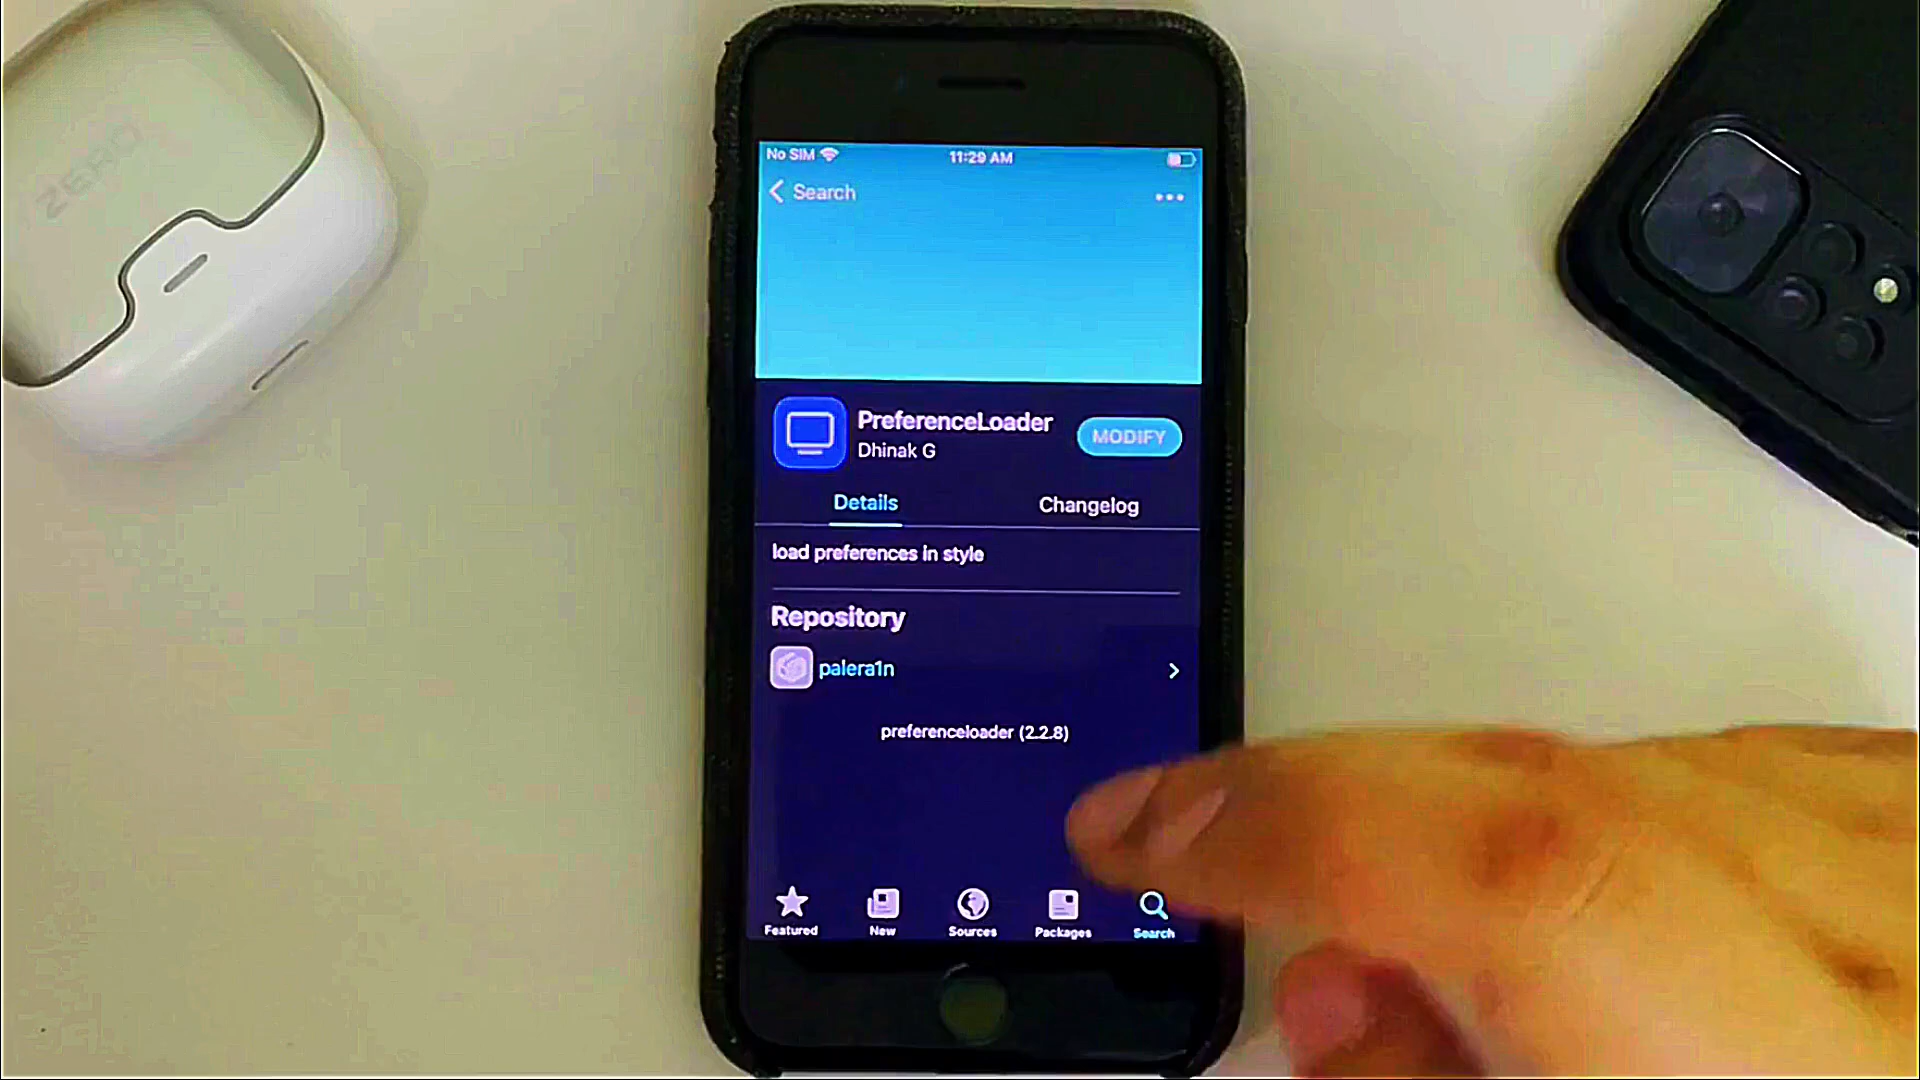 ZERO
No SIM
11:29 AM
Search
PreferenceLoader
MODIFY
Dhinak G
Details
Changelog
load preferences in style
Repository
palera1n
preferenceloader (2.2.8)
Featured
New
Sources
Packages
Search